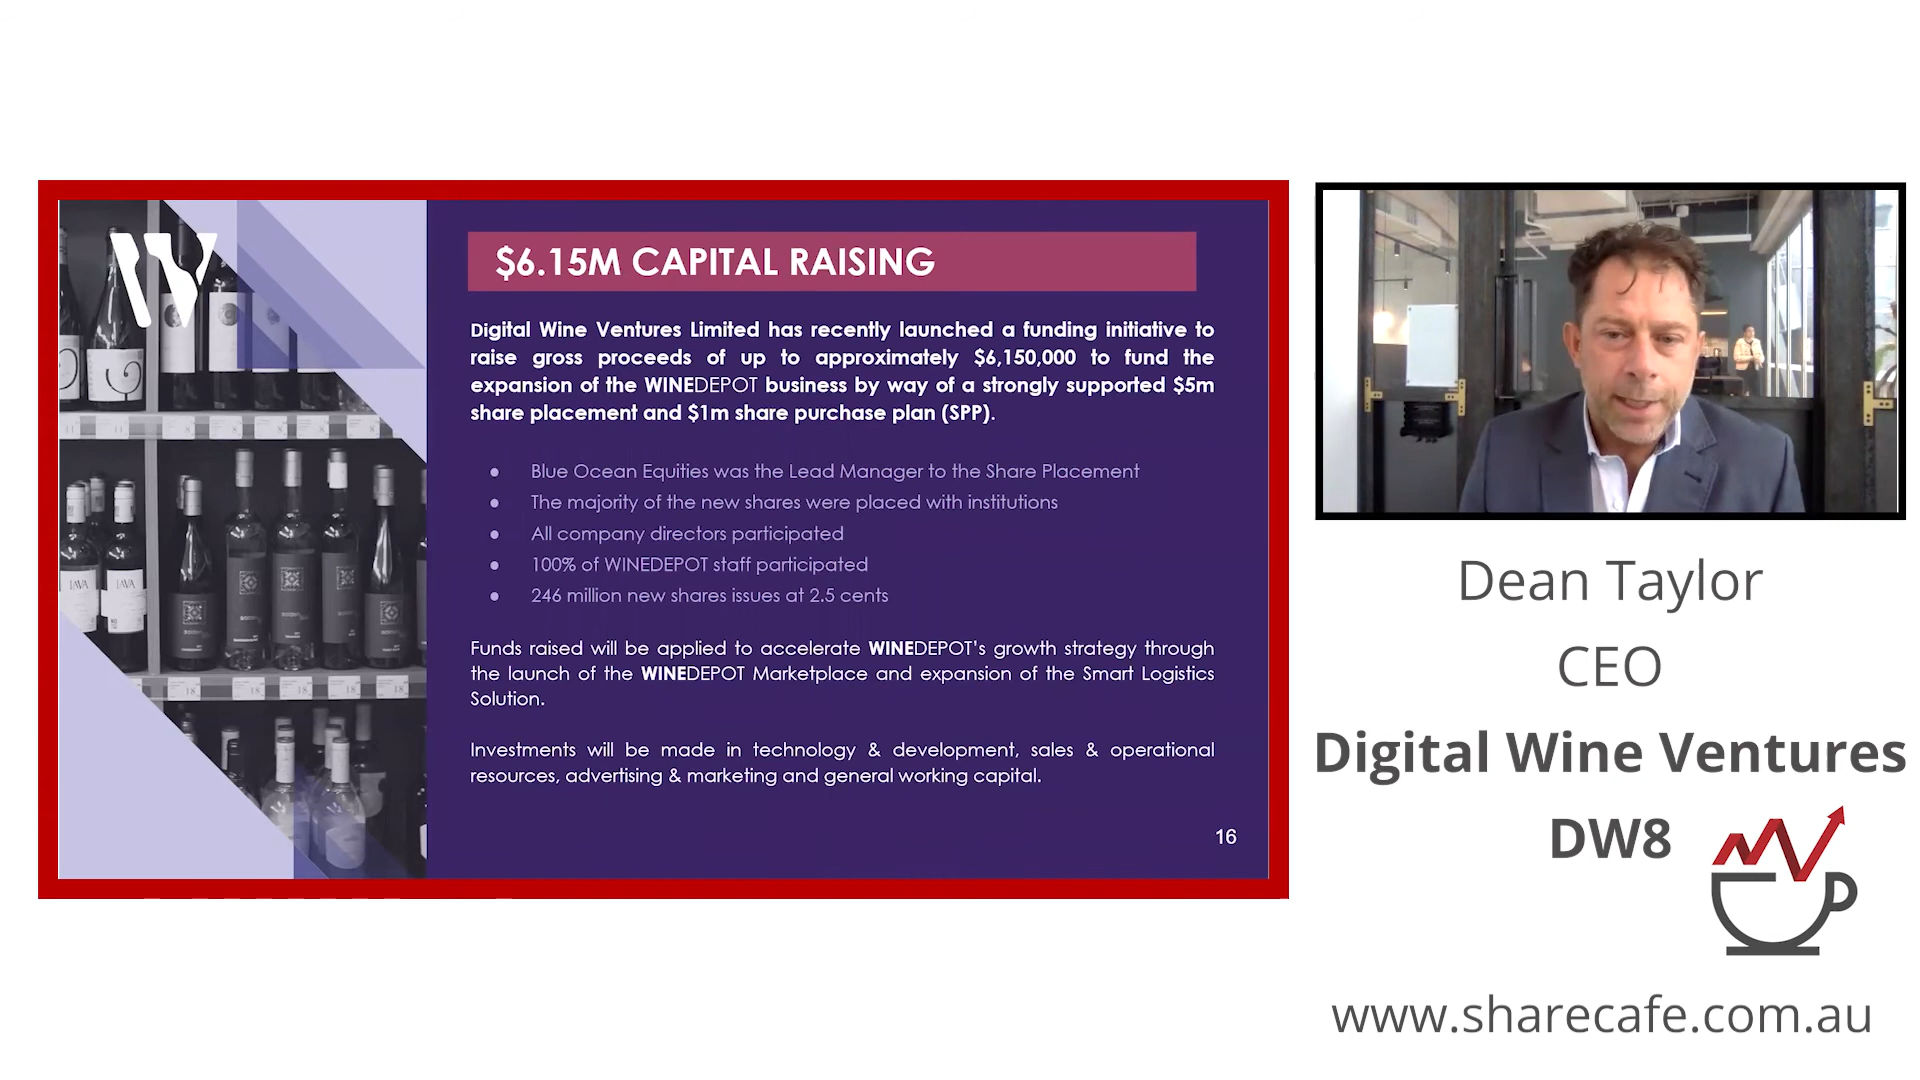 $6.15M CAPITAL RAISING
Digital Wine Ventures Limited has recently launched a funding initiative to
raise gross proceeds of up to approximately $6,150,000 to fund the
expansion of the WINEDEPOT business by way of a strongly supported $5m
share placement and $1m share purchase plan (SPP).
● Blue Ocean Equities was the Lead Manager to the Share Placement
● The majority of the new shares were placed with institutions
● All company directors participated
● 100% of WINEDEPOT staff participated
● 246 million new shares issues at 2.5 cents
Funds raised will be applied to accelerate WINEDEPOT's growth strategy through
the launch of the WINEDEPOT Marketplace and expansion of the Smart Logistics
Solution.
Investments will be made in technology & development, sales & operational
resources, advertising & marketing and general working capital.
16
JAVA
JAVA
18
18
18
18
18
Dean Taylor
CEO
Digital Wine Ventures
DW8
www.sharecafe.com.au